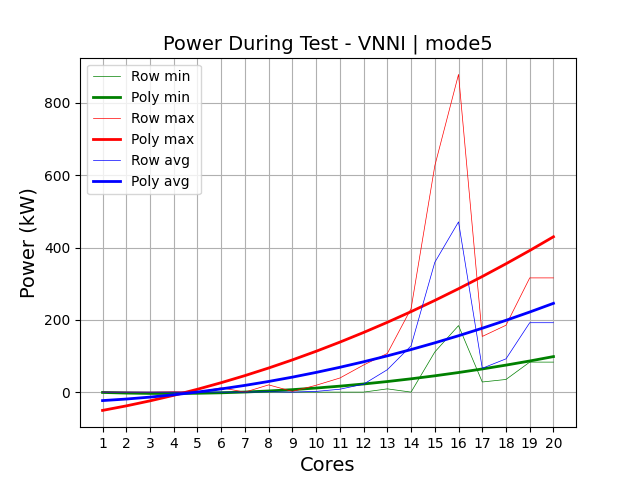 Power During Test - VNNI | mode5
Row min
Poly min
Row max
Poly max
Row avg
Poly avg
Power (kW)
800
600
400
200
0
1 2 3 4 5 6 7 8 9 10 11 12 13 14 15 16 17 18 19 20
Cores